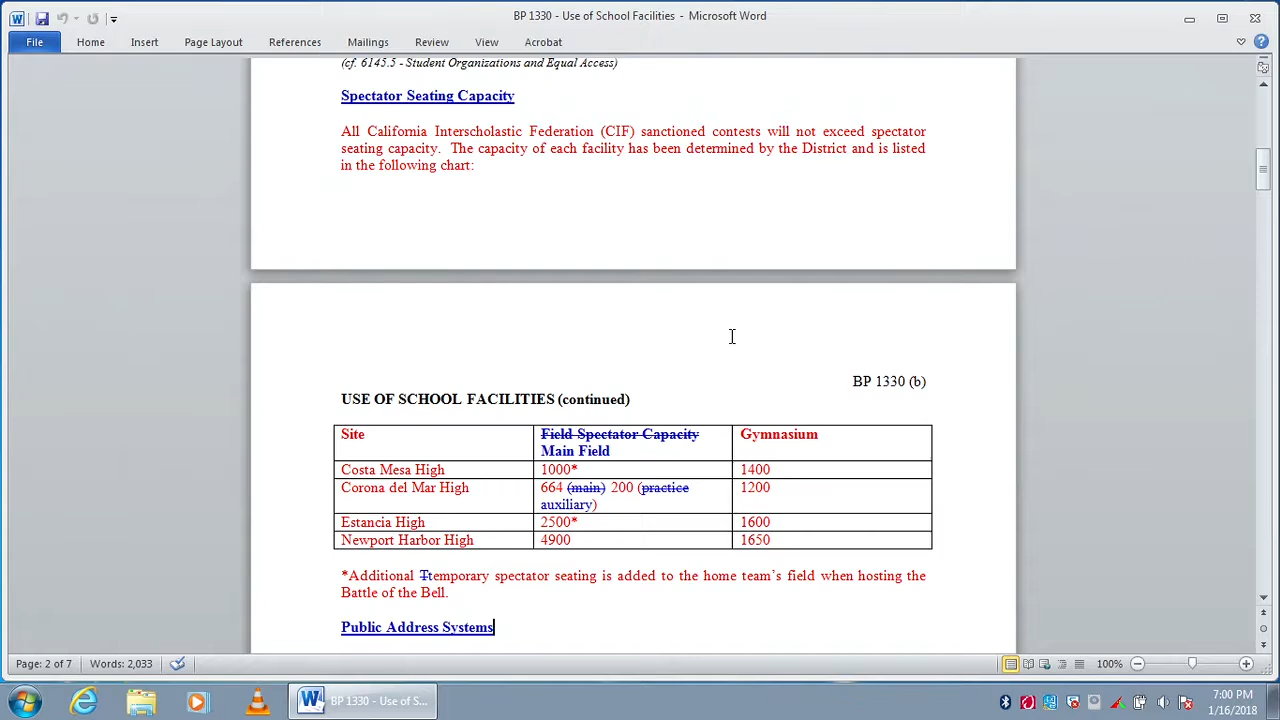 BP 1330 - Use of School Facilities - Microsoft Word
File Home Insert Page Layout References Mailings Review View Acrobat
(cf. 6145.5 - Student Organizations and Equal Access)
Spectator Seating Capacity
All California Interscholastic Federation (CIF) sanctioned contests will not exceed spectator
seating capacity. The capacity of each facility has been determined by the District and is listed
in the following chart:
BP 1330 (b)
USE OF SCHOOL FACILITIES (continued)
Site Field Spectator Capacity Gymnasium
Main Field
Costa Mesa High 1000* 1400
Corona del Mar High 664 (main) 200 (practice 1200
auxiliary)
Estancia High 2500* 1600
Newport Harbor High 4900 1650
*Additional Ttemporary spectator seating is added to the home team's field when hosting the
Battle of the Bell.
Public Address Systems
Page: 2 of 7 Words: 2,033 100%
BP 1330 - Use of S... 7:00 PM
1/16/2018